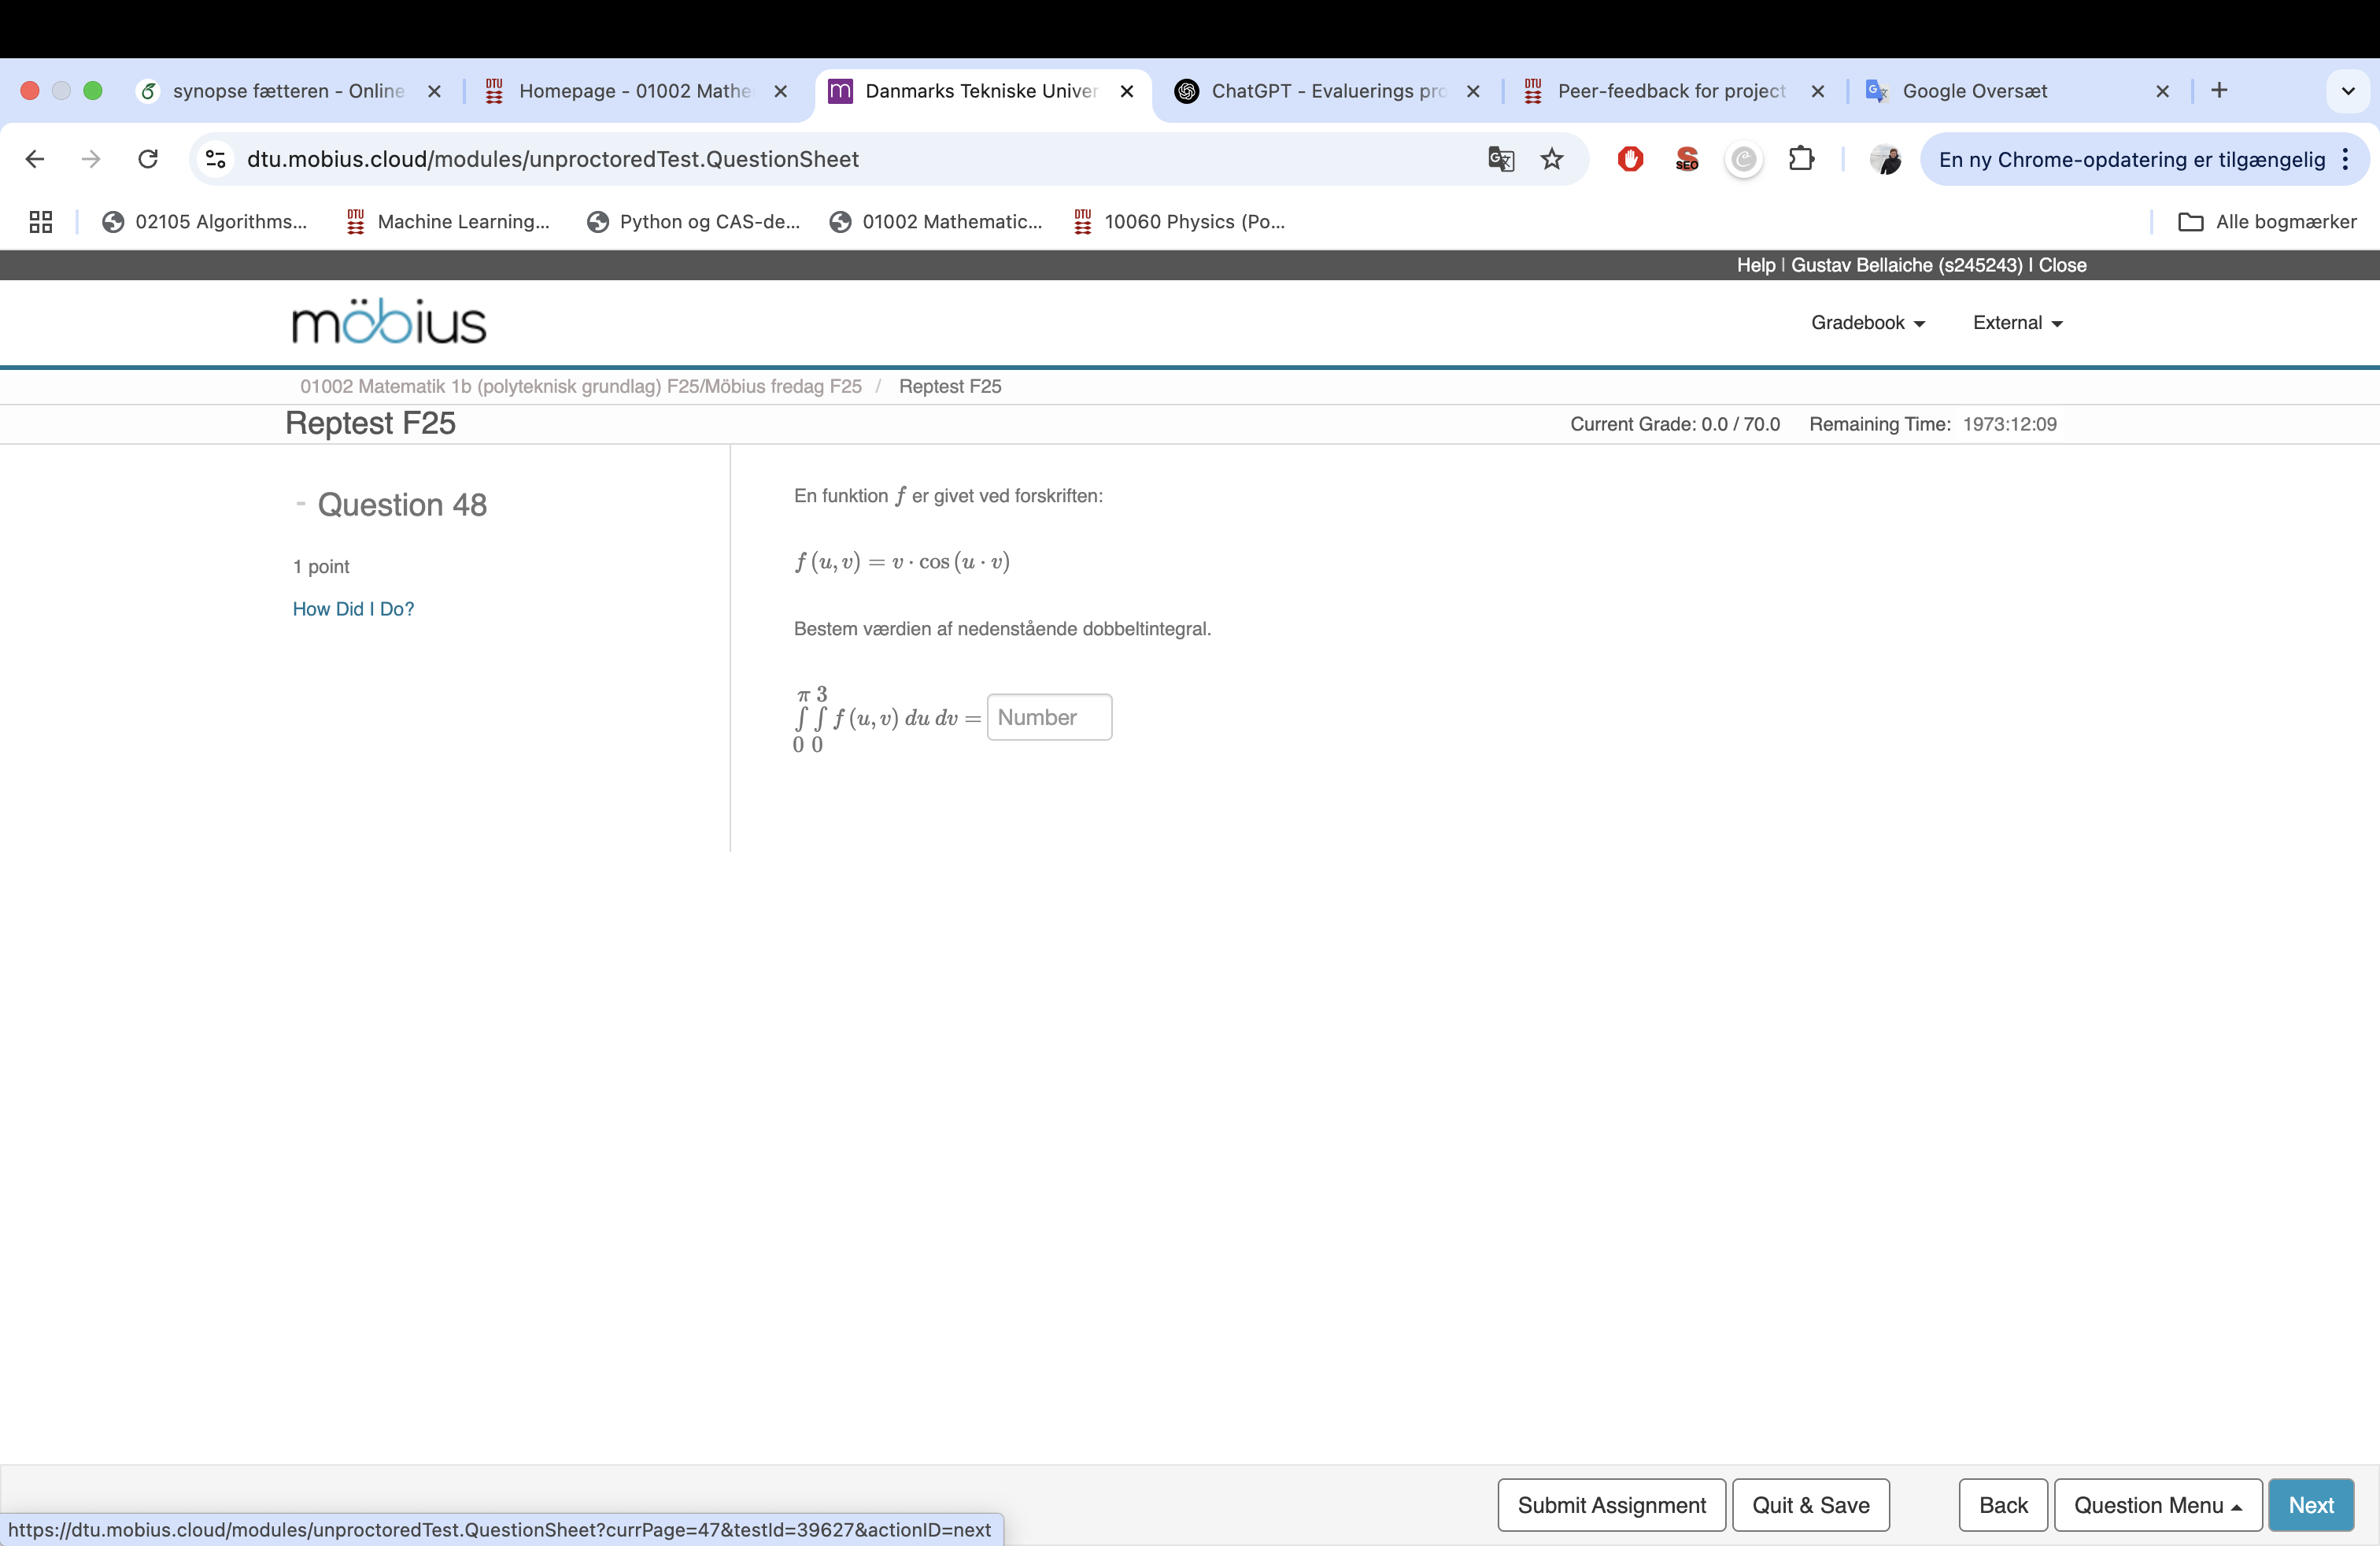 synopse fætteren - Online
Homepage - 01002 Mathe
Danmarks Tekniske Univer
ChatGPT - Evaluerings pro
Peer-feedback for project
Google Oversæt
dtu.mobius.cloud/modules/unproctoredTest.QuestionSheet
SEO
En ny Chrome-opdatering er tilgængelig
02105 Algorithms...
DTU
Machine Learning...
Python og CAS-de...
01002 Mathematic...
DTU
10060 Physics (Po...
Alle bogmærker
Help | Gustav Bellaiche (s245243) | Close
möbius
Gradebook
External
01002 Matematik 1b (polyteknisk grundlag) F25/Möbius fredag F25 / Reptest F25
Reptest F25
Current Grade: 0.0 / 70.0 Remaining Time: 1973:12:09
- Question 48
1 point
How Did I Do?
En funktion f er givet ved forskriften:
f (u, v) = v · cos (u · v)
Bestem værdien af nedenstående dobbeltintegral.
π 3
∫ ∫ f (u, v) du dv = Number
0 0
Submit Assignment
Quit & Save
Back
Question Menu
Next
https://dtu.mobius.cloud/modules/unproctoredTest.QuestionSheet?currPage=47&testId=39627&actionID=next